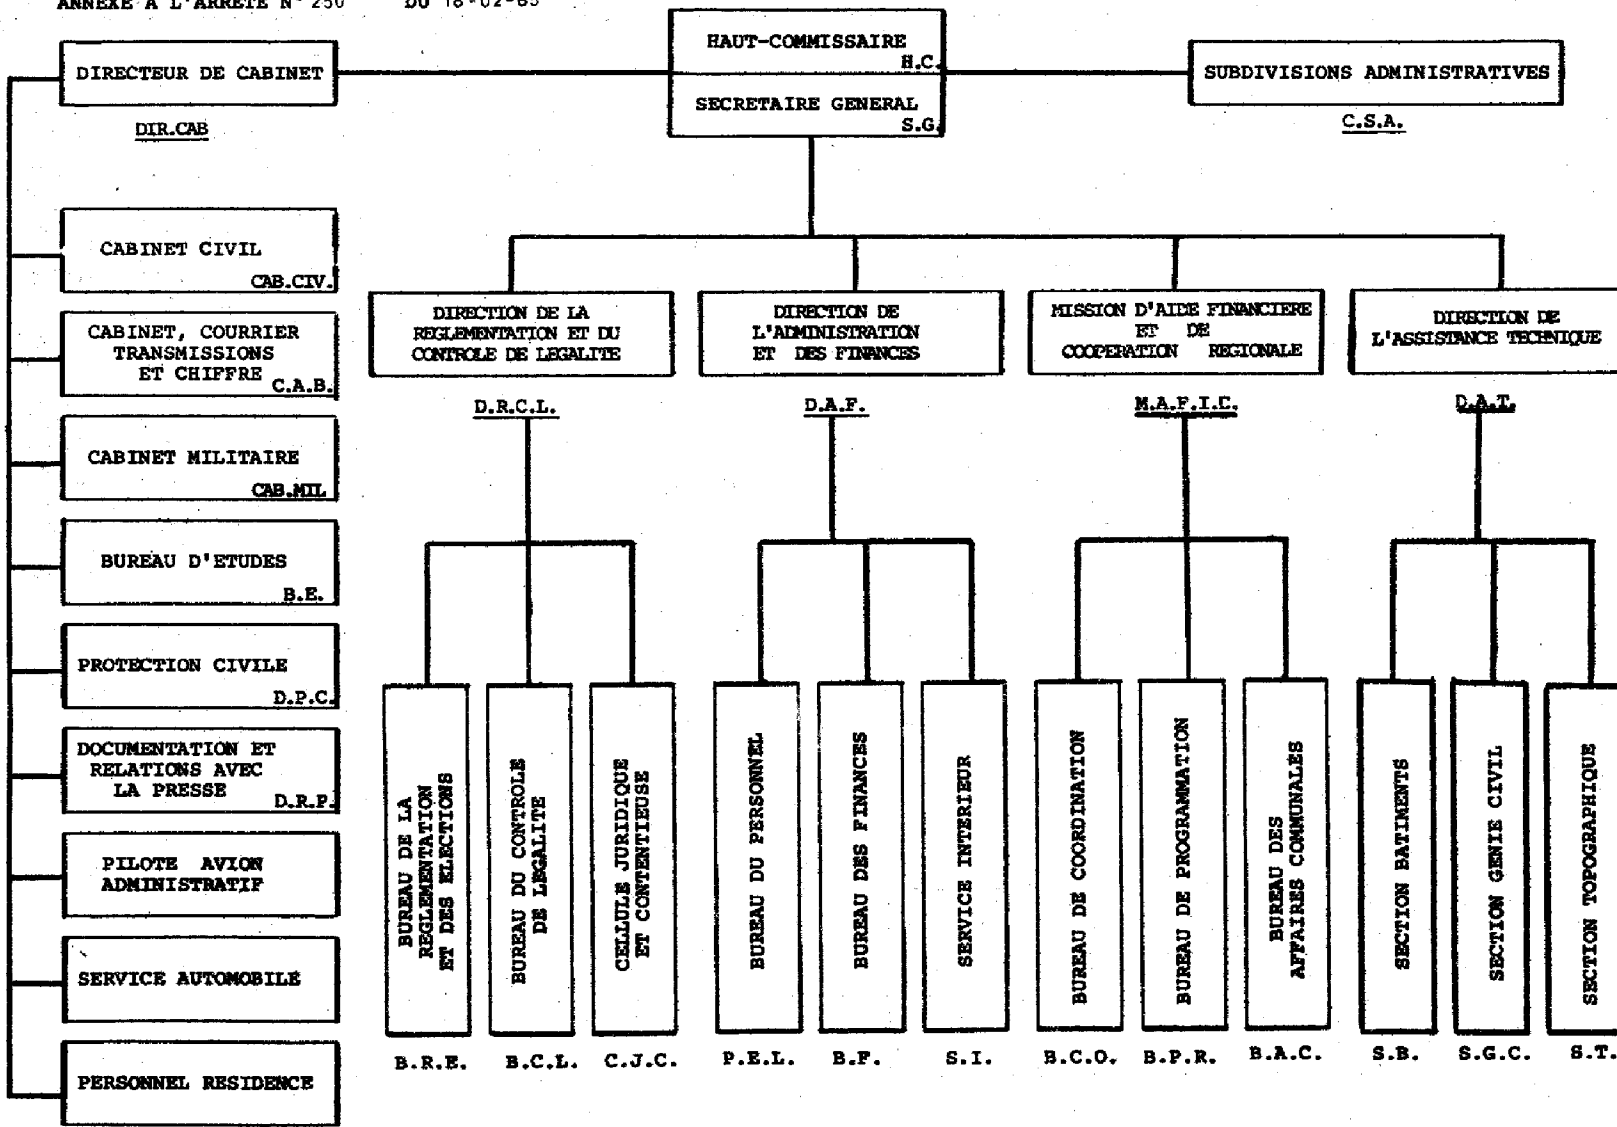 ANNEXE A L'ARRETE N° 250 DU 18-02-85
HAUT-COMMISSAIRE
H.C.
SECRETAIRE GENERAL
S.G.
DIRECTEUR DE CABINET
DIR.CAB
SUBDIVISIONS ADMINISTRATIVES
C.S.A.
CABINET CIVIL
CAB.CIV.
CABINET, COURRIER
TRANSMISSIONS
ET CHIFFRE
C.A.B.
CABINET MILITAIRE
CAB.MIL
BUREAU D'ETUDES
B.E.
PROTECTION CIVILE
D.P.C.
DOCUMENTATION ET
RELATIONS AVEC
LA PRESSE
D.R.P.
PILOTE AVION
ADMINISTRATIF
SERVICE AUTOMOBILE
PERSONNEL RESIDENCE
DIRECTION DE LA
REGLEMENTATION ET DU
CONTROLE DE LEGALITE
D.R.C.L.
DIRECTION DE
L'ADMINISTRATION
ET DES FINANCES
D.A.F.
MISSION D'AIDE FINANCIERE
ET DE
COOPERATION REGIONALE
M.A.F.I.C.
DIRECTION DE
L'ASSISTANCE TECHNIQUE
D.A.T.
BUREAU DE LA
REGLEMENTATION
ET DES ELECTIONS
B.R.E.
BUREAU DU CONTROLE
DE LEGALITE
B.C.L.
CELLULE JURIDIQUE
ET CONTENTIEUSE
C.J.C.
BUREAU DU PERSONNEL
P.E.L.
BUREAU DES FINANCES
B.F.
SERVICE INTERIEUR
S.I.
BUREAU DE COORDINATION
B.C.O.
BUREAU DE PROGRAMMATION
B.P.R.
BUREAU DES
AFFAIRES COMMUNALES
B.A.C.
SECTION BATIMENTS
S.B.
SECTION GENIE CIVIL
S.G.C.
SECTION TOPOGRAPHIQUE
S.T.